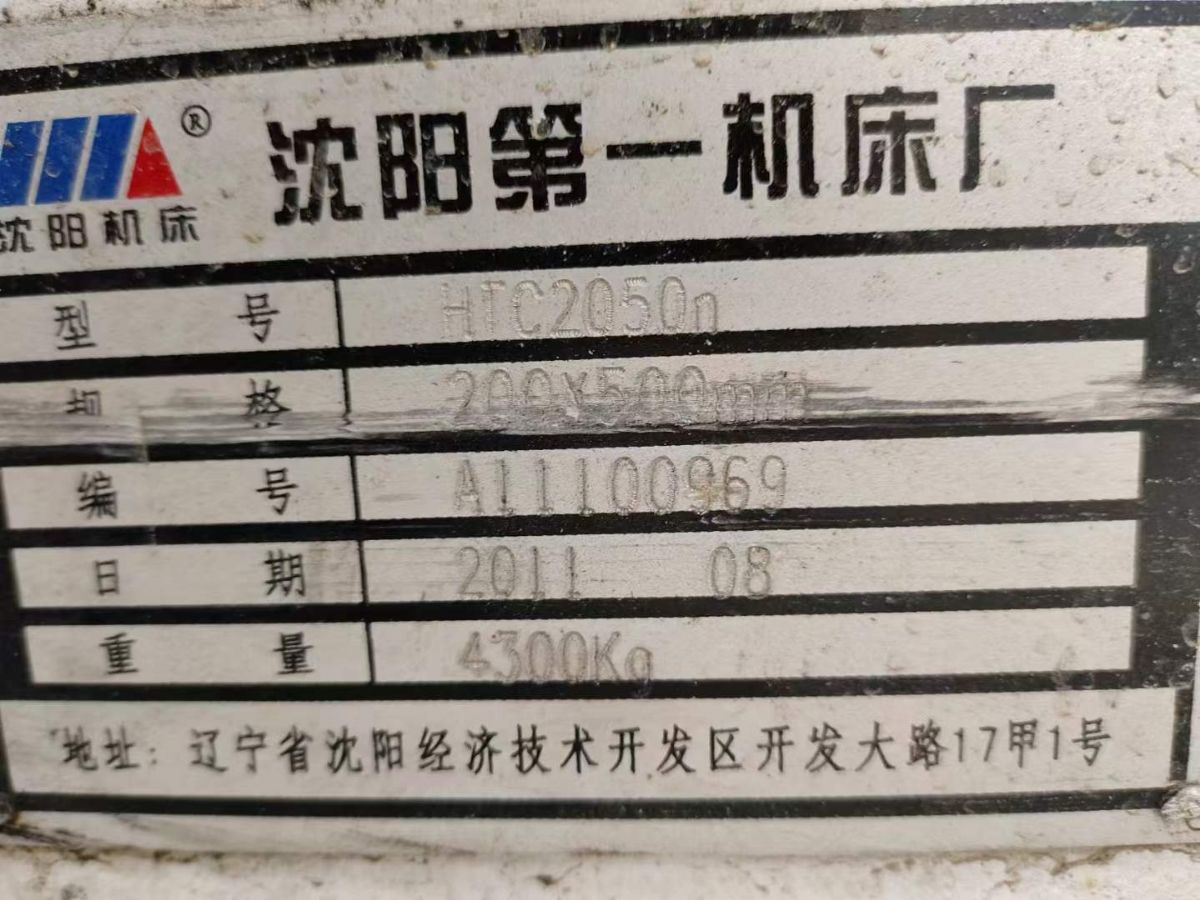 ® 沈阳第一机床厂
沈阳机床
型 号 HTC2050n
规 格 200X500mm
编 号 A11100969
日 期 2011 08
重 量 4300Kg
地址: 辽宁省沈阳经济技术开发区开发大路17甲1号